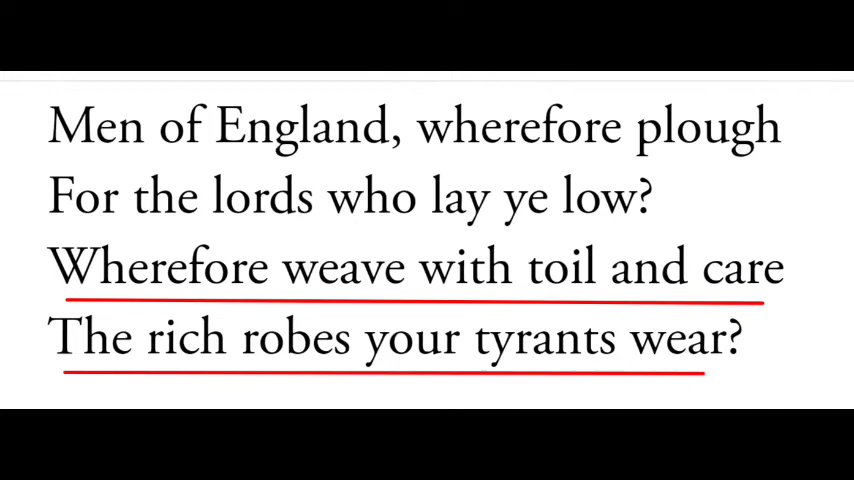 Men of England, wherefore plough
For the lords who lay ye low?
Wherefore weave with toil and care
The rich robes your tyrants wear?